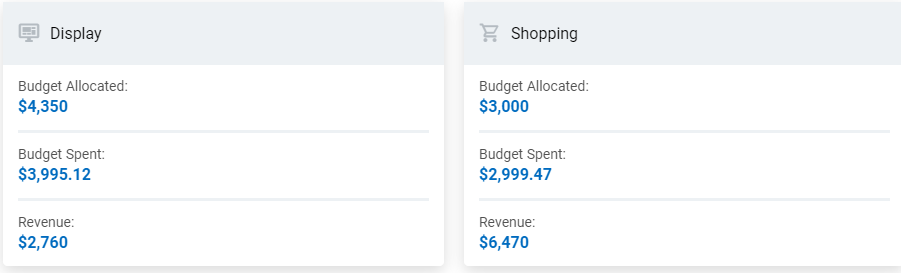 Display
Budget Allocated:
$4,350
Budget Spent:
$3,995.12
Revenue:
$2,760
Shopping
Budget Allocated:
$3,000
Budget Spent:
$2,999.47
Revenue:
$6,470